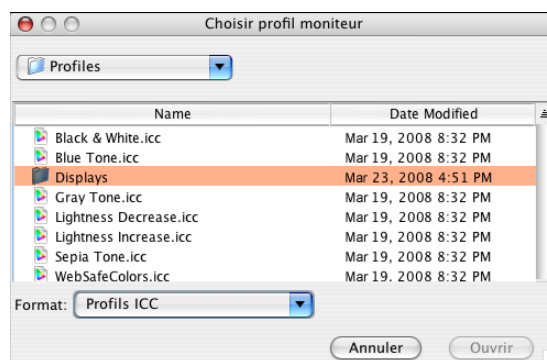 Choisir profil moniteur
Profiles
Name Date Modified
Black & White.icc Mar 19, 2008 8:32 PM
Blue Tone.icc Mar 19, 2008 8:32 PM
Displays Mar 23, 2008 4:51 PM
Gray Tone.icc Mar 19, 2008 8:32 PM
Lightness Decrease.icc Mar 19, 2008 8:32 PM
Lightness Increase.icc Mar 19, 2008 8:32 PM
Sepia Tone.icc Mar 19, 2008 8:32 PM
WebSafeColors.icc Mar 19, 2008 8:32 PM
Format: Profils ICC
Annuler Ouvrir